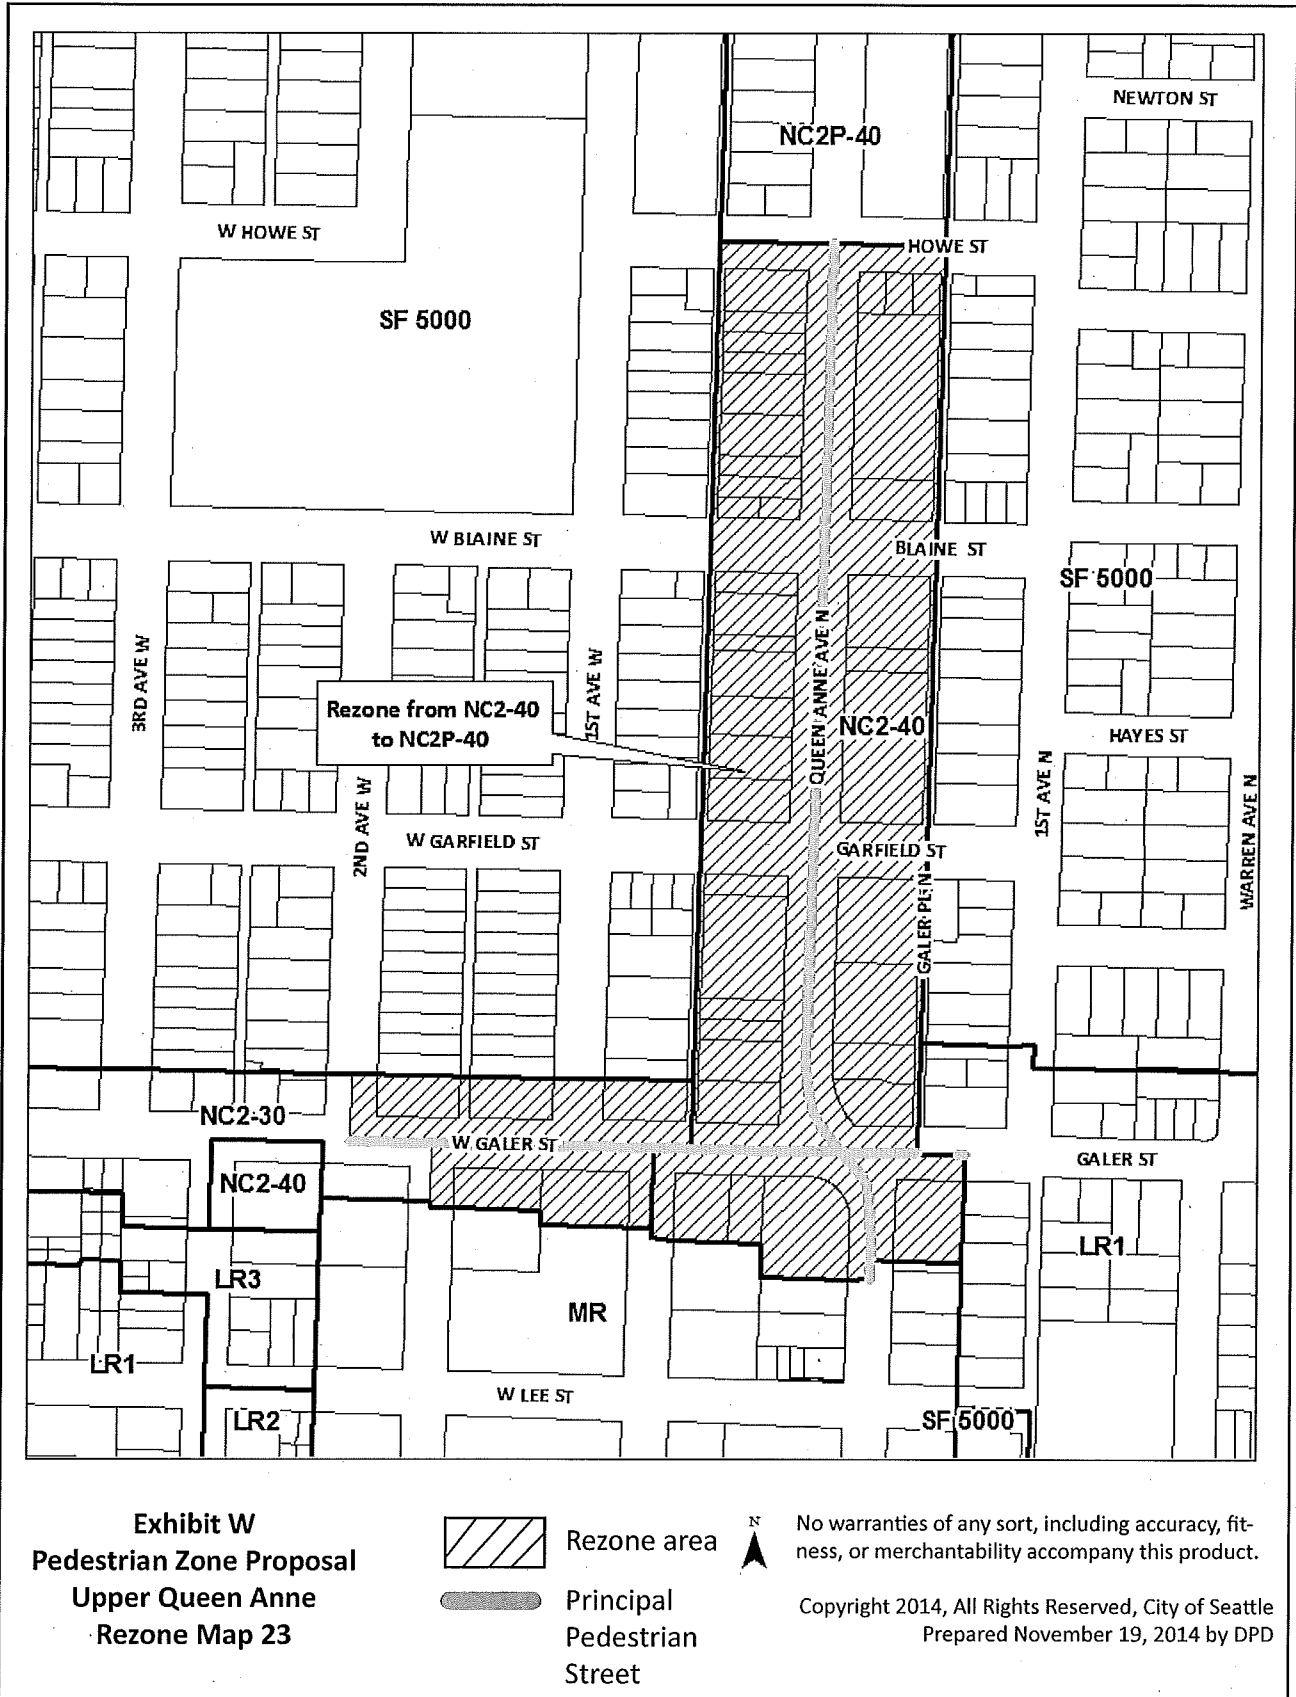 NEWTON ST
NC2P-40
W HOWE ST
HOWE ST
SF 5000
W BLAINE ST
BLAINE ST
SF 5000
3RD AVE W
1ST AVE W
QUEEN ANNE AVE N
Rezone from NC2-40
to NC2P-40
NC2-40
HAYES ST
2ND AVE W
1ST AVE N
WARREN AVE N
W GARFIELD ST
GARFIELD ST
GALER PL N
NC2-30
W GALER ST
GALER ST
NC2-40
LR1
LR3
MR
LR1
W LEE ST
LR2
SF 5000
Exhibit W
Pedestrian Zone Proposal
Upper Queen Anne
Rezone Map 23
Rezone area
Principal
Pedestrian
Street
N
No warranties of any sort, including accuracy, fit-
ness, or merchantability accompany this product.
Copyright 2014, All Rights Reserved, City of Seattle
Prepared November 19, 2014 by DPD